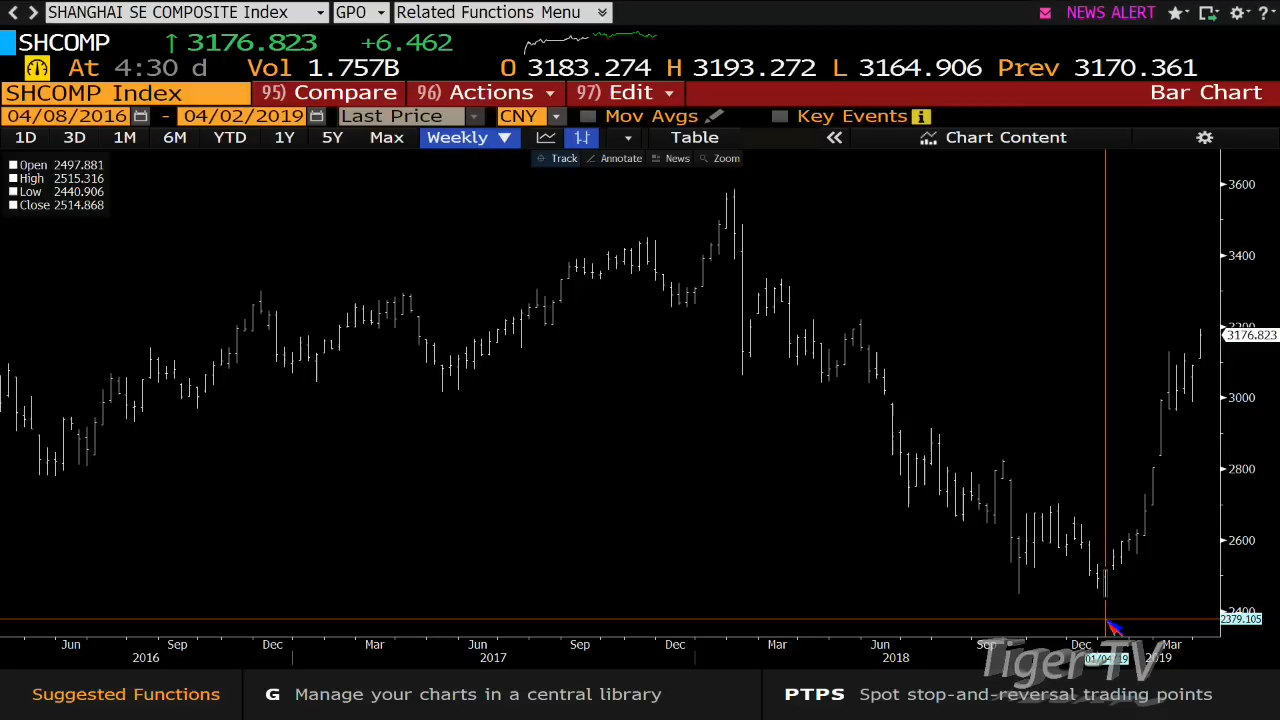 SHANGHAI SE COMPOSITE Index GPO Related Functions Menu NEWS ALERT ?
SHCOMP ↑ 3176.823 +6.462
At 4:30 d Vol 1.757B O 3183.274 H 3193.272 L 3164.906 Prev 3170.361
SHCOMP Index 95) Compare 96) Actions 97) Edit Bar Chart
04/08/2016 - 04/02/2019 Last Price CNY Mov Avgs Key Events i
1D 3D 1M 6M YTD 1Y 5Y Max Weekly ▼ Table « Chart Content
Track Annotate News Zoom
Open 2497.881
High 2515.316
Low 2440.906
Close 2514.868
3600
3400
3200
3176.823
3000
2800
2600
2400
2379.105
Jun Sep Dec Mar Jun Sep Dec Jun Sep Dec Mar
2016 2017 2018 01/04/19 2019
Tiger-TV
Suggested Functions G Manage your charts in a central library PTPS Spot stop-and-reversal trading points